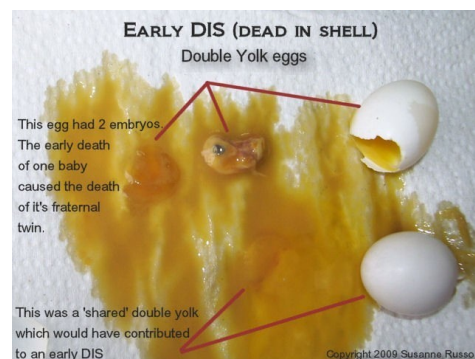 EARLY DIS (DEAD IN SHELL)
Double Yolk eggs
This egg had 2 embryos.
The early death
of one baby
caused the death
of it's fraternal
twin.
This was a 'shared' double yolk
which would have contributed
to an early DIS
Copyright 2009 Susanne Russo